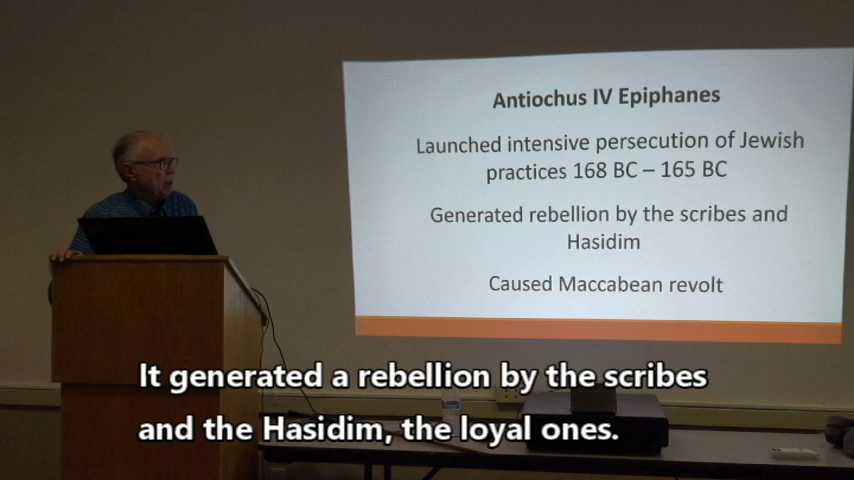 Antiochus IV Epiphanes
Launched intensive persecution of Jewish
practices 168 BC – 165 BC
Generated rebellion by the scribes and
Hasidim
Caused Maccabean revolt
It generated a rebellion by the scribes
and the Hasidim, the loyal ones.